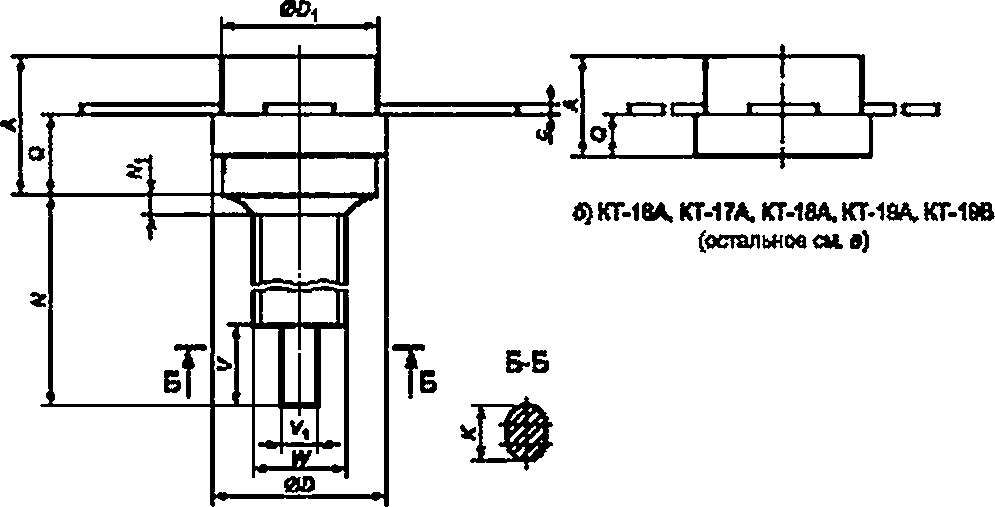 ØD1
A
Q
N1
N
V
Б
Б
V1
W
ØD
A
Q
б) КТ-16А, КТ-17А, КТ-18А, КТ-19А, КТ-19В
(остальное см. а)
Б-Б
K